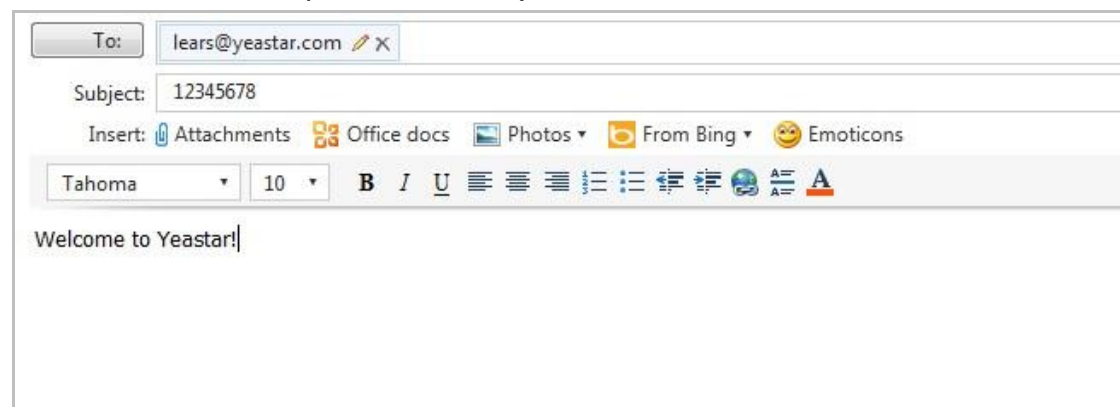 To: lears@yeastar.com
Subject: 12345678
Insert: Attachments Office docs Photos From Bing Emoticons
Tahoma 10 B I U A
Welcome to Yeastar!